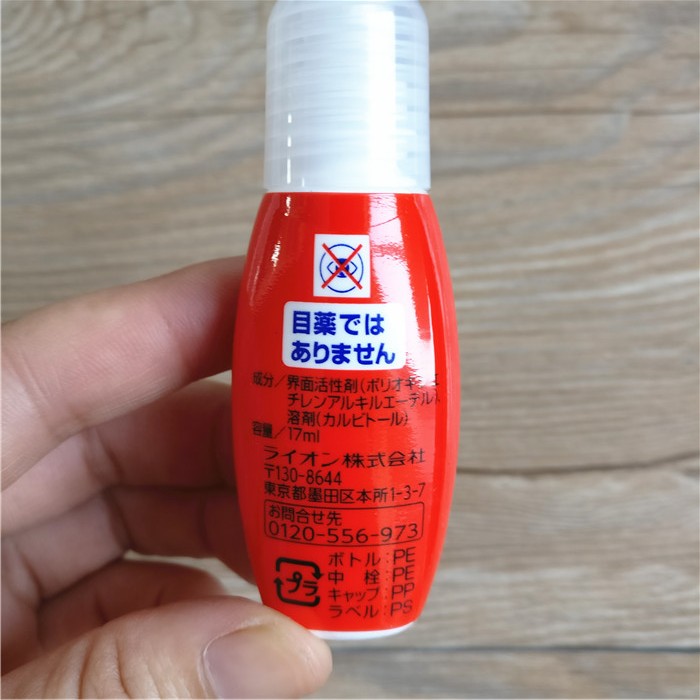 目薬では
ありません
成分/界面活性剤(ポリオキシエ
チレンアルキルエーテル)、
溶剤(カルビトール)
容量/17ml
ライオン株式会社
〒130-8644
東京都墨田区本所1-3-7
お問合せ先
0120-556-973
プラ
ボトル:PE
中 栓:PE
キャップ:PP
ラベル:PS